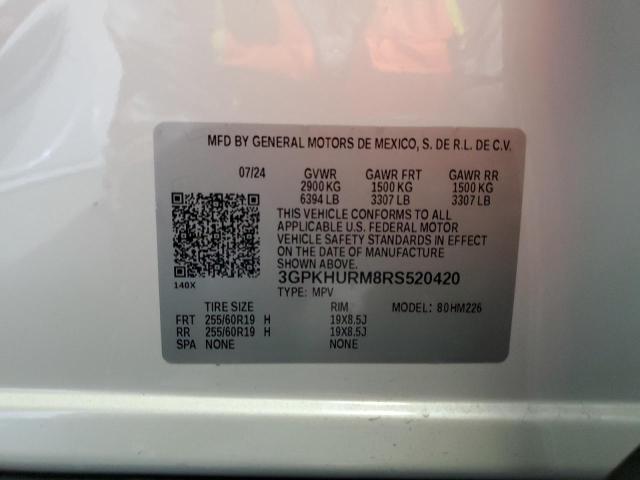 MFD BY GENERAL MOTORS DE MEXICO, S. DE R.L. DE C.V.
07/24 GVWR GAWR FRT GAWR RR
2900 KG 1500 KG 1500 KG
6394 LB 3307 LB 3307 LB
THIS VEHICLE CONFORMS TO ALL
APPLICABLE U.S. FEDERAL MOTOR
VEHICLE SAFETY STANDARDS IN EFFECT
ON THE DATE OF MANUFACTURE
SHOWN ABOVE.
3GPKHURM8RS520420
140X
TYPE: MPV
TIRE SIZE RIM MODEL: 80HM226
FRT 255/60R19 H 19X8.5J
RR 255/60R19 H 19X8.5J
SPA NONE NONE